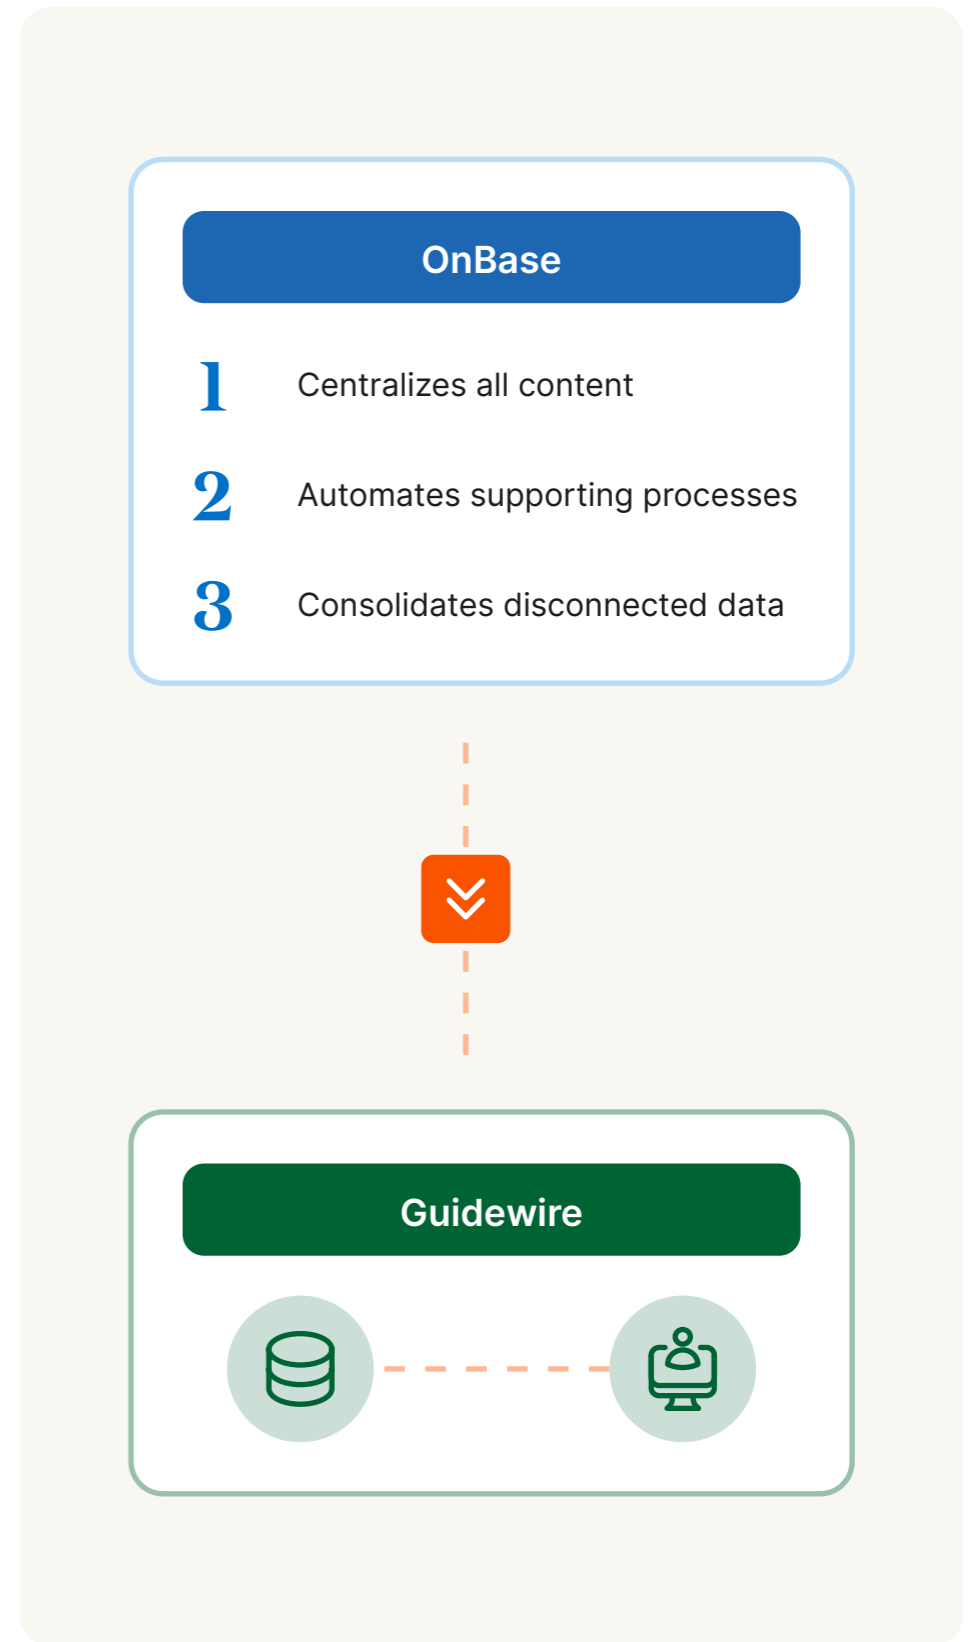 OnBase
1 Centralizes all content
2 Automates supporting processes
3 Consolidates disconnected data
Guidewire